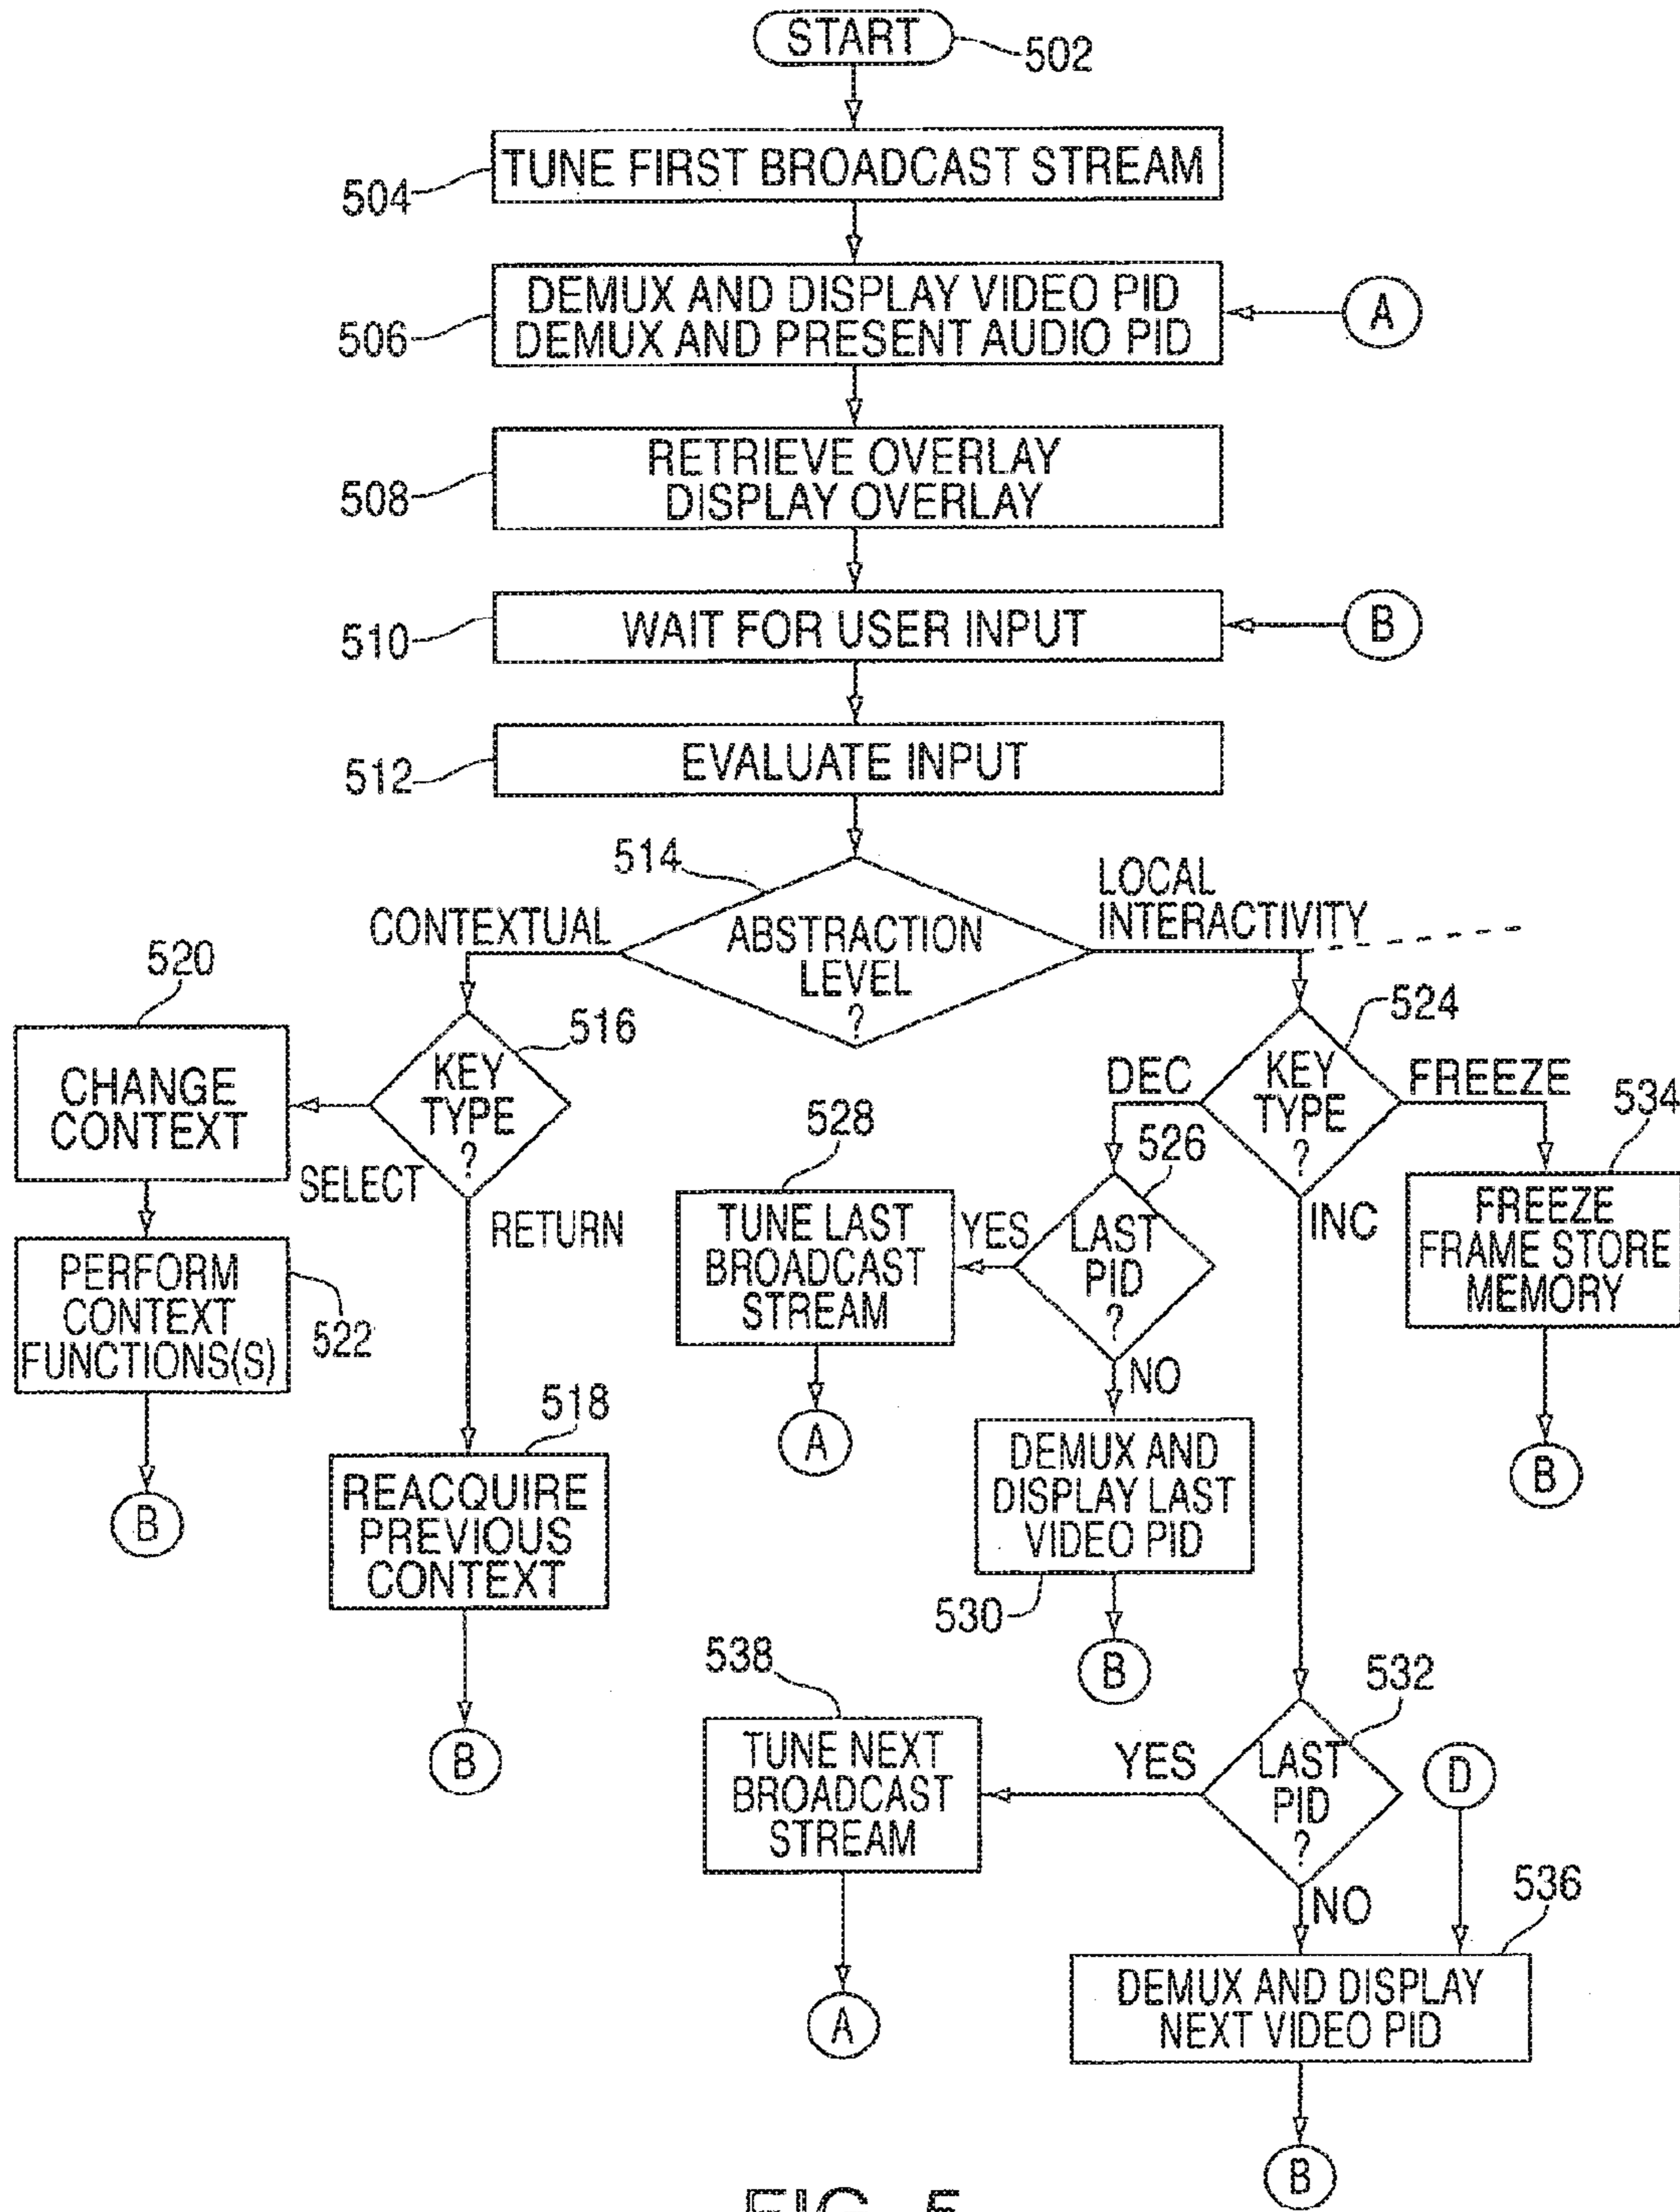 START
502
TUNE FIRST BROADCAST STREAM
504
DEMUX AND DISPLAY VIDEO PID
DEMUX AND PRESENT AUDIO PID
506
A
RETRIEVE OVERLAY
DISPLAY OVERLAY
508
WAIT FOR USER INPUT
510
B
EVALUATE INPUT
512
514
ABSTRACTION
LEVEL
?
CONTEXTUAL
LOCAL
INTERACTIVITY
520
CHANGE
CONTEXT
516
KEY
TYPE
?
SELECT
RETURN
PERFORM
CONTEXT
FUNCTIONS(S)
522
B
518
REACQUIRE
PREVIOUS
CONTEXT
B
524
KEY
TYPE
?
DEC
FREEZE
INC
534
FREEZE
FRAME STORE
MEMORY
B
526
LAST
PID
?
YES
NO
528
TUNE LAST
BROADCAST
STREAM
A
DEMUX AND
DISPLAY LAST
VIDEO PID
530
B
532
LAST
PID
?
YES
NO
538
TUNE NEXT
BROADCAST
STREAM
A
D
536
DEMUX AND DISPLAY
NEXT VIDEO PID
B
FIG. 5